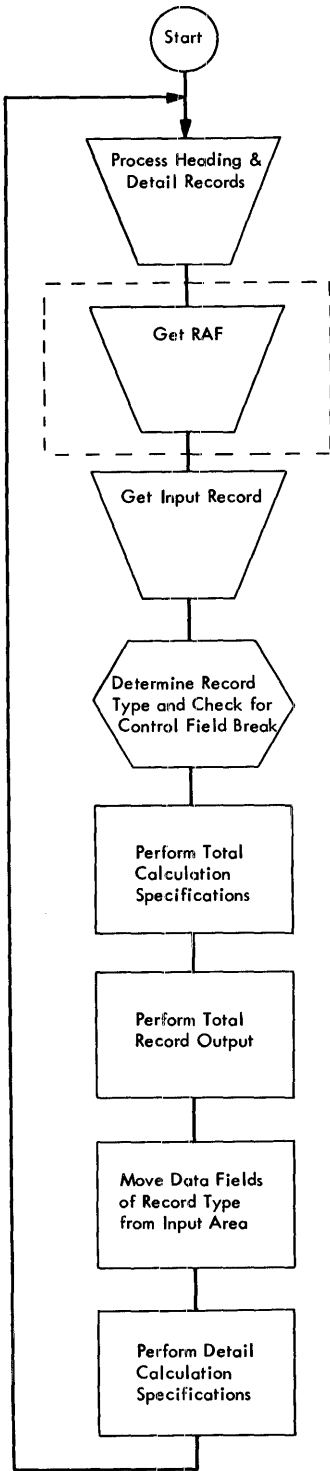 Start
Process Heading &
Detail Records
Get RAF
Get Input Record
Determine Record
Type and Check for
Control Field Break
Perform Total
Calculation
Specifications
Perform Total
Record Output
Move Data Fields
of Record Type
from Input Area
Perform Detail
Calculation
Specifications